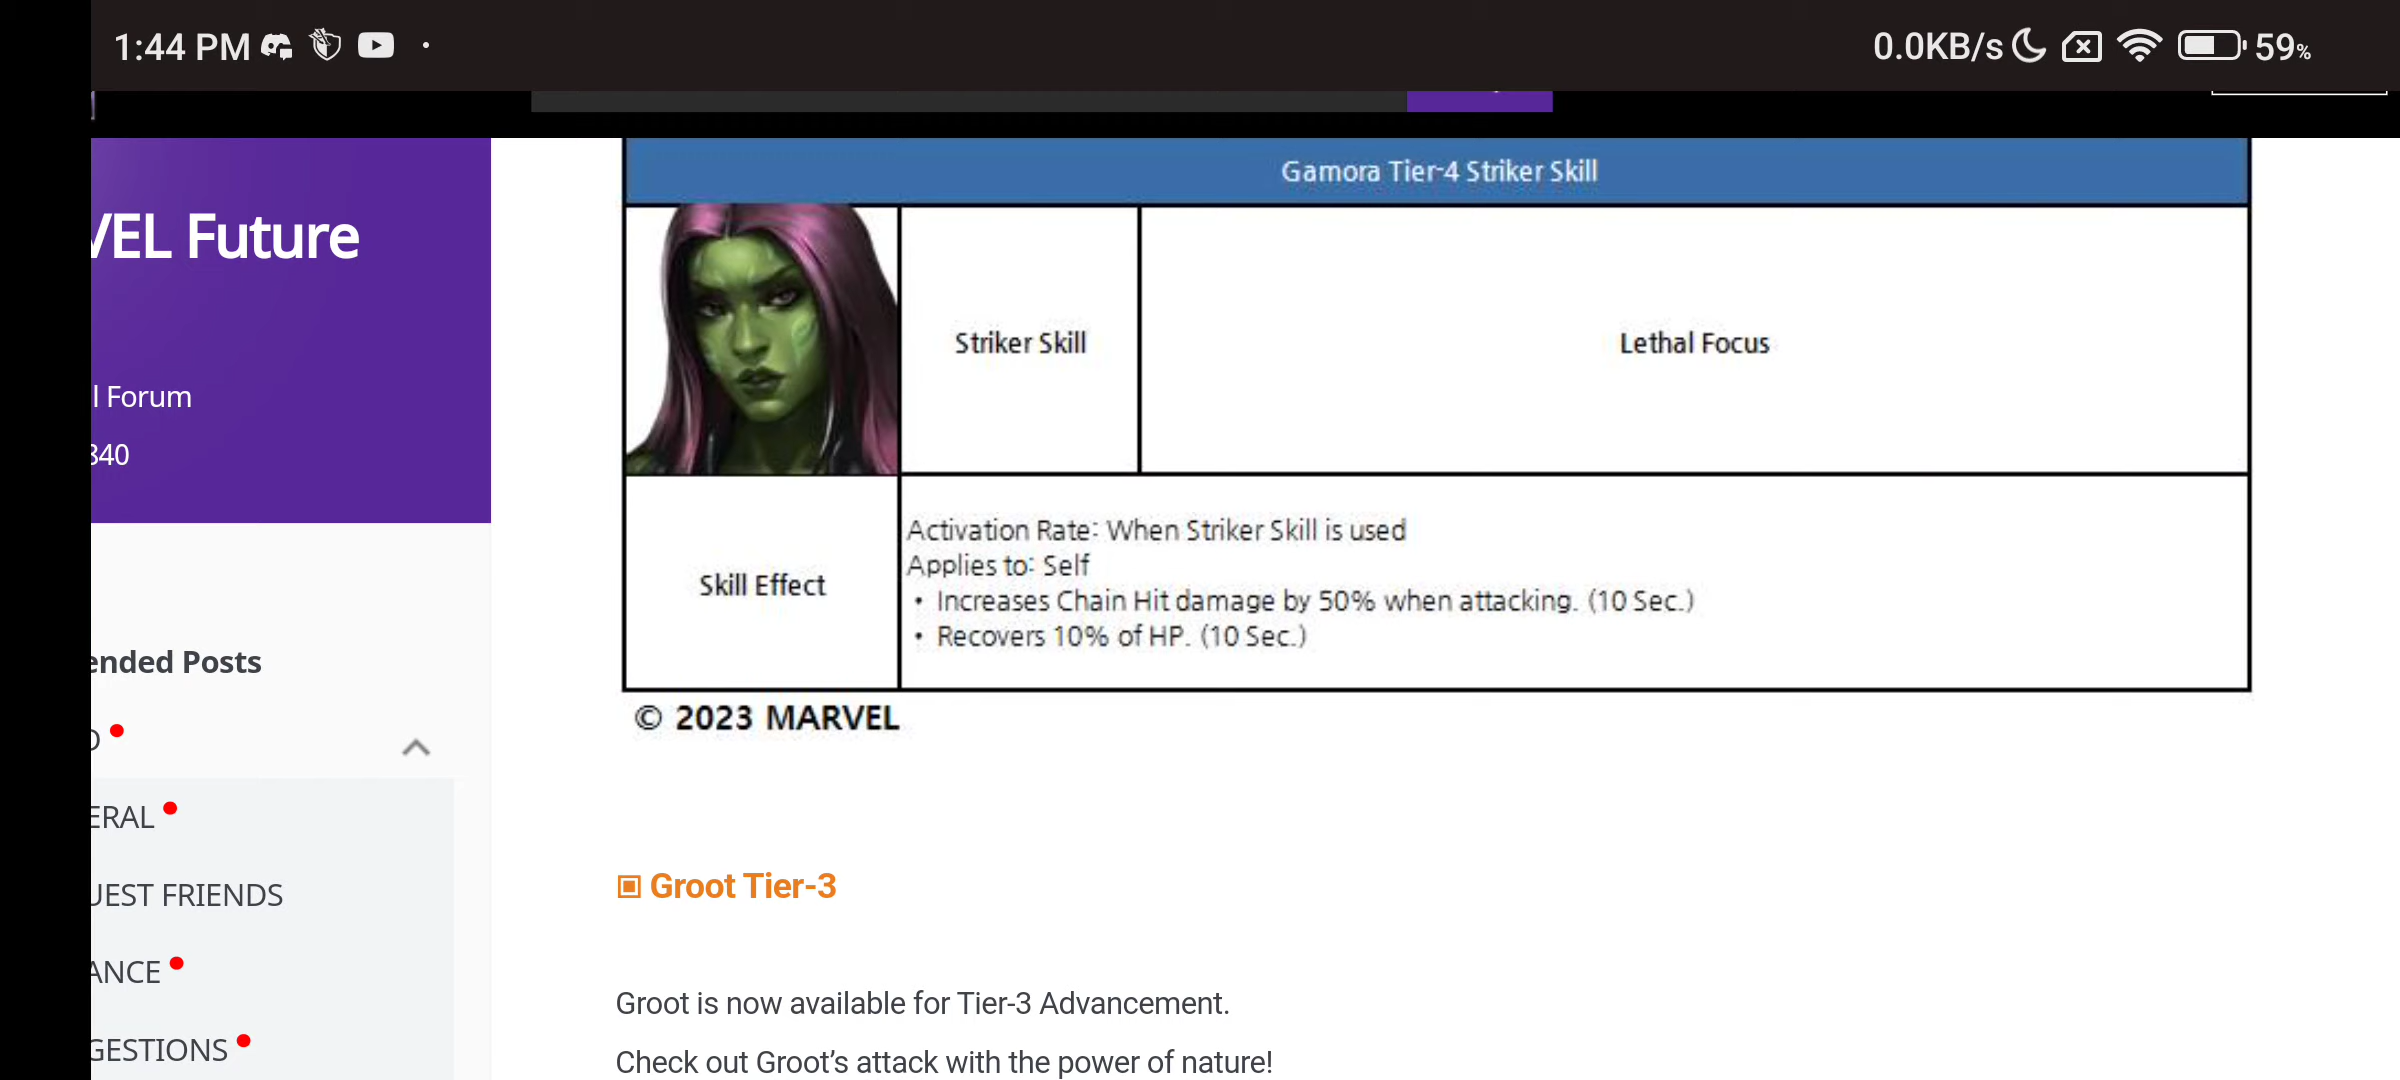 1:44 PM
0.0KB/s
59%
VEL Future
l Forum
840
ended Posts
ERAL
UEST FRIENDS
ANCE
GESTIONS
Gamora Tier-4 Striker Skill
Striker Skill
Lethal Focus
Skill Effect
Activation Rate: When Striker Skill is used
Applies to: Self
• Increases Chain Hit damage by 50% when attacking. (10 Sec.)
• Recovers 10% of HP. (10 Sec.)
© 2023 MARVEL
▣ Groot Tier-3
Groot is now available for Tier-3 Advancement.
Check out Groot’s attack with the power of nature!